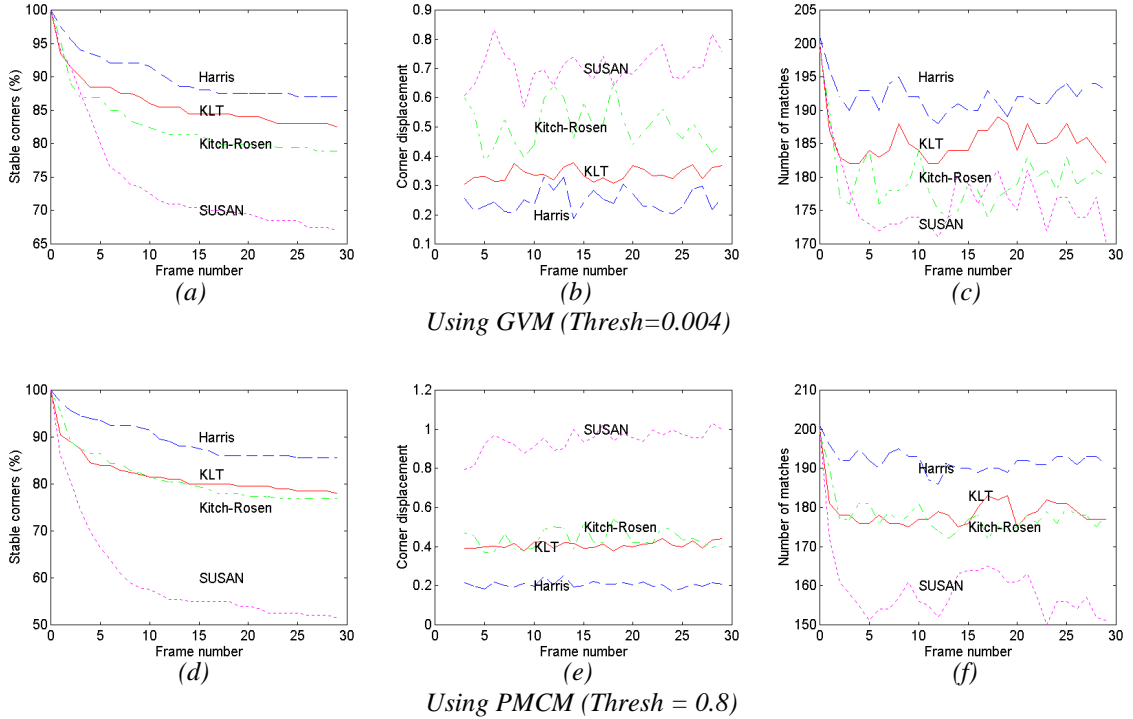 Stable corners (%)
100
95
90
85
80
75
70
65
Harris
KLT
Kitch-Rosen
SUSAN
0 5 10 15 20 25 30
Frame number
(a)
Corner displacement
0.9
0.8
0.7
0.6
0.5
0.4
0.3
0.2
0.1
SUSAN
Kitch-Rosen
KLT
Harris
0 5 10 15 20 25 30
Frame number
(b)
Number of matches
205
200
195
190
185
180
175
170
Harris
KLT
Kitch-Rosen
SUSAN
0 5 10 15 20 25 30
Frame number
(c)
Using GVM (Thresh=0.004)
Stable corners (%)
100
90
80
70
60
50
Harris
KLT
Kitch-Rosen
SUSAN
0 5 10 15 20 25 30
Frame number
(d)
Corner displacement
1.2
1
0.8
0.6
0.4
0.2
0
SUSAN
Kitch-Rosen
KLT
Harris
0 5 10 15 20 25 30
Frame number
(e)
Number of matches
210
200
190
180
170
160
150
Harris
KLT
Kitch-Rosen
SUSAN
0 5 10 15 20 25 30
Frame number
(f)
Using PMCM (Thresh = 0.8)